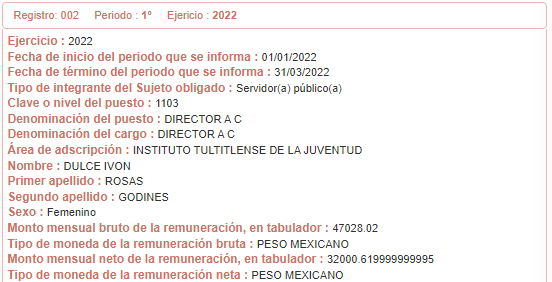 Registro: 002 Periodo : 1º Ejericio : 2022
Ejercicio : 2022
Fecha de inicio del periodo que se informa : 01/01/2022
Fecha de término del periodo que se informa : 31/03/2022
Tipo de integrante del Sujeto obligado : Servidor(a) público(a)
Clave o nivel del puesto : 1103
Denominación del puesto : DIRECTOR A C
Denominación del cargo : DIRECTOR A C
Área de adscripción : INSTITUTO TULTITLENSE DE LA JUVENTUD
Nombre : DULCE IVON
Primer apellido : ROSAS
Segundo apellido : GODINES
Sexo : Femenino
Monto mensual bruto de la remuneración, en tabulador : 47028.02
Tipo de moneda de la remuneración bruta : PESO MEXICANO
Monto mensual neto de la remuneración, en tabulador : 32000.619999999995
Tipo de moneda de la remuneración neta : PESO MEXICANO